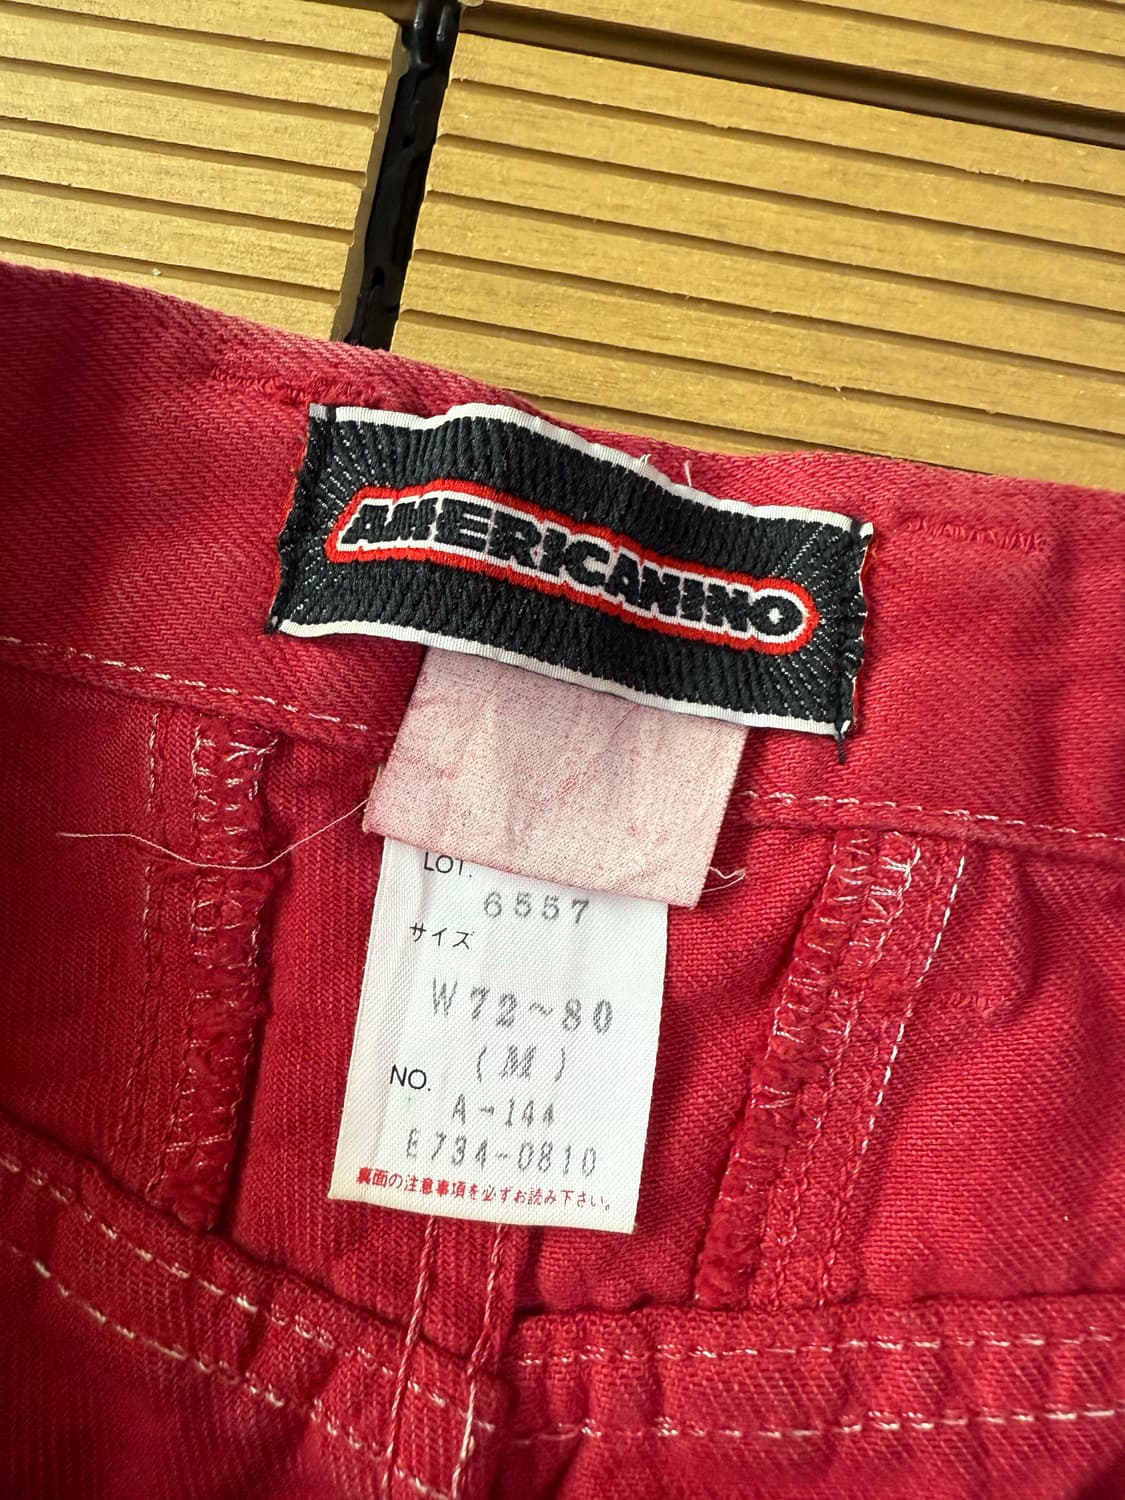 AMERICANINO
LOT.
6557
サイズ
W72~80
(M)
NO.
A-144
E734-0810
裏面の注意事項を必ずお読み下さい。